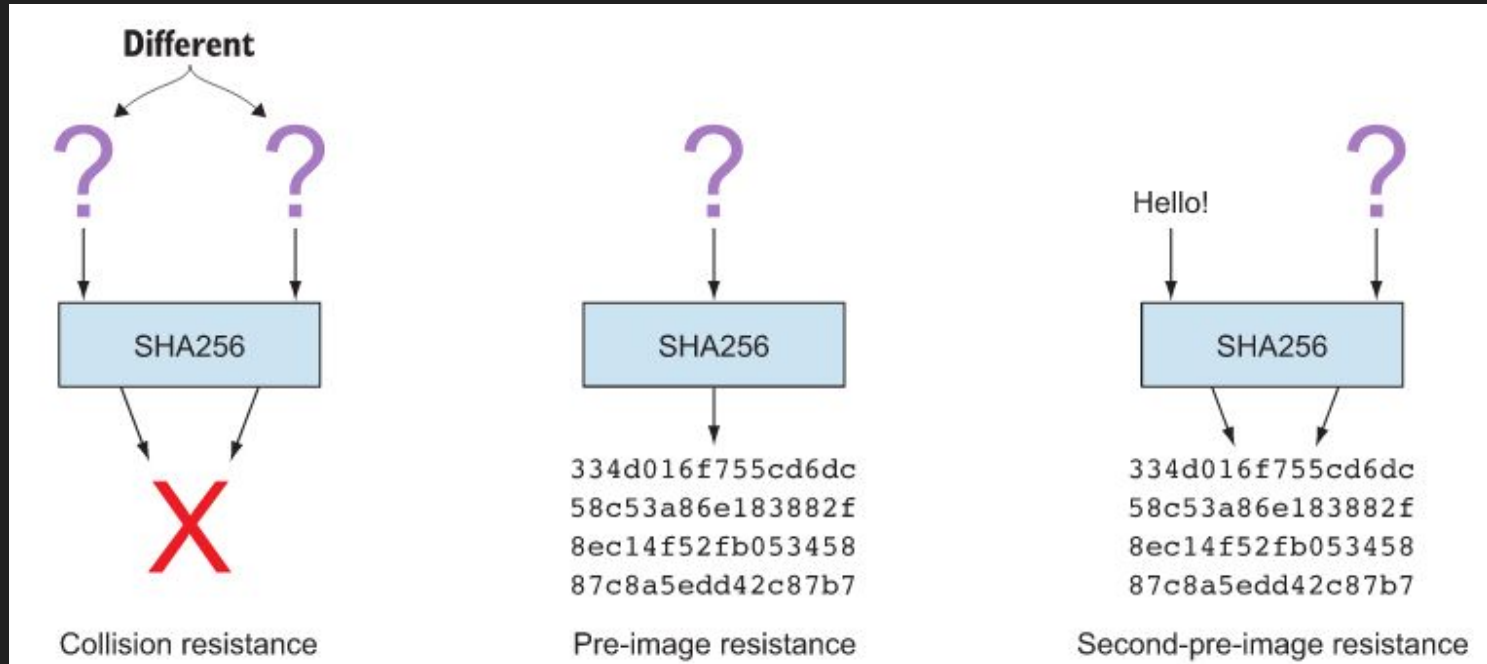 Different
? ?
SHA256
X
Collision resistance
?
SHA256
334d016f755cd6dc
58c53a86e183882f
8ec14f52fb053458
87c8a5edd42c87b7
Pre-image resistance
?
Hello!
SHA256
334d016f755cd6dc
58c53a86e183882f
8ec14f52fb053458
87c8a5edd42c87b7
Second-pre-image resistance